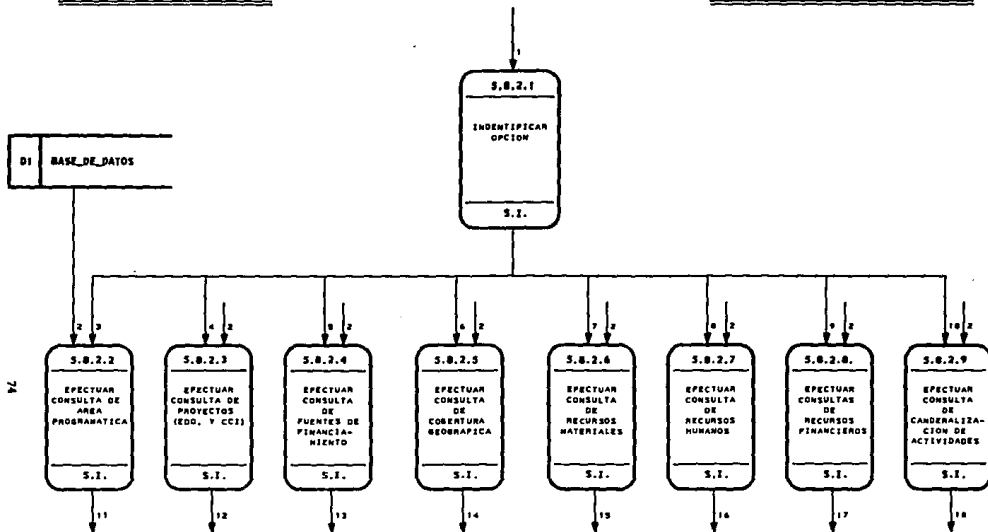 1
5.8.2.1
INDENTIFICAR
OPCION
S.I.
D1 BASE_DE_DATOS
2 3 4 2 5 2 6 2 7 2 8 2 9 2 10 2
5.8.2.2
EFECTUAR
CONSULTA DE
AREA
PROGRAMATICA
S.I.
11
5.8.2.3
EFECTUAR
CONSULTA DE
PROYECTOS
(EDO. Y CCI)
S.I.
12
5.8.2.4
EFECTUAR
CONSULTA
DE
FUENTES DE
FINANCIA-
MIENTO
S.I.
13
5.8.2.5
EFECTUAR
CONSULTA
DE
COBERTURA
GEOGRAFICA
S.I.
14
5.8.2.6
EFECTUAR
CONSULTA
DE
RECURSOS
MATERIALES
S.I.
15
5.8.2.7
EFECTUAR
CONSULTA
DE
RECURSOS
HUMANOS
S.I.
16
5.8.2.8.
EFECTUAR
CONSULTAS
DE
RECURSOS
FINANCIEROS
S.I.
17
5.8.2.9
EFECTUAR
CONSULTA
DE
CANDERALIZA-
CION DE
ACTIVIDADES
S.I.
18
74